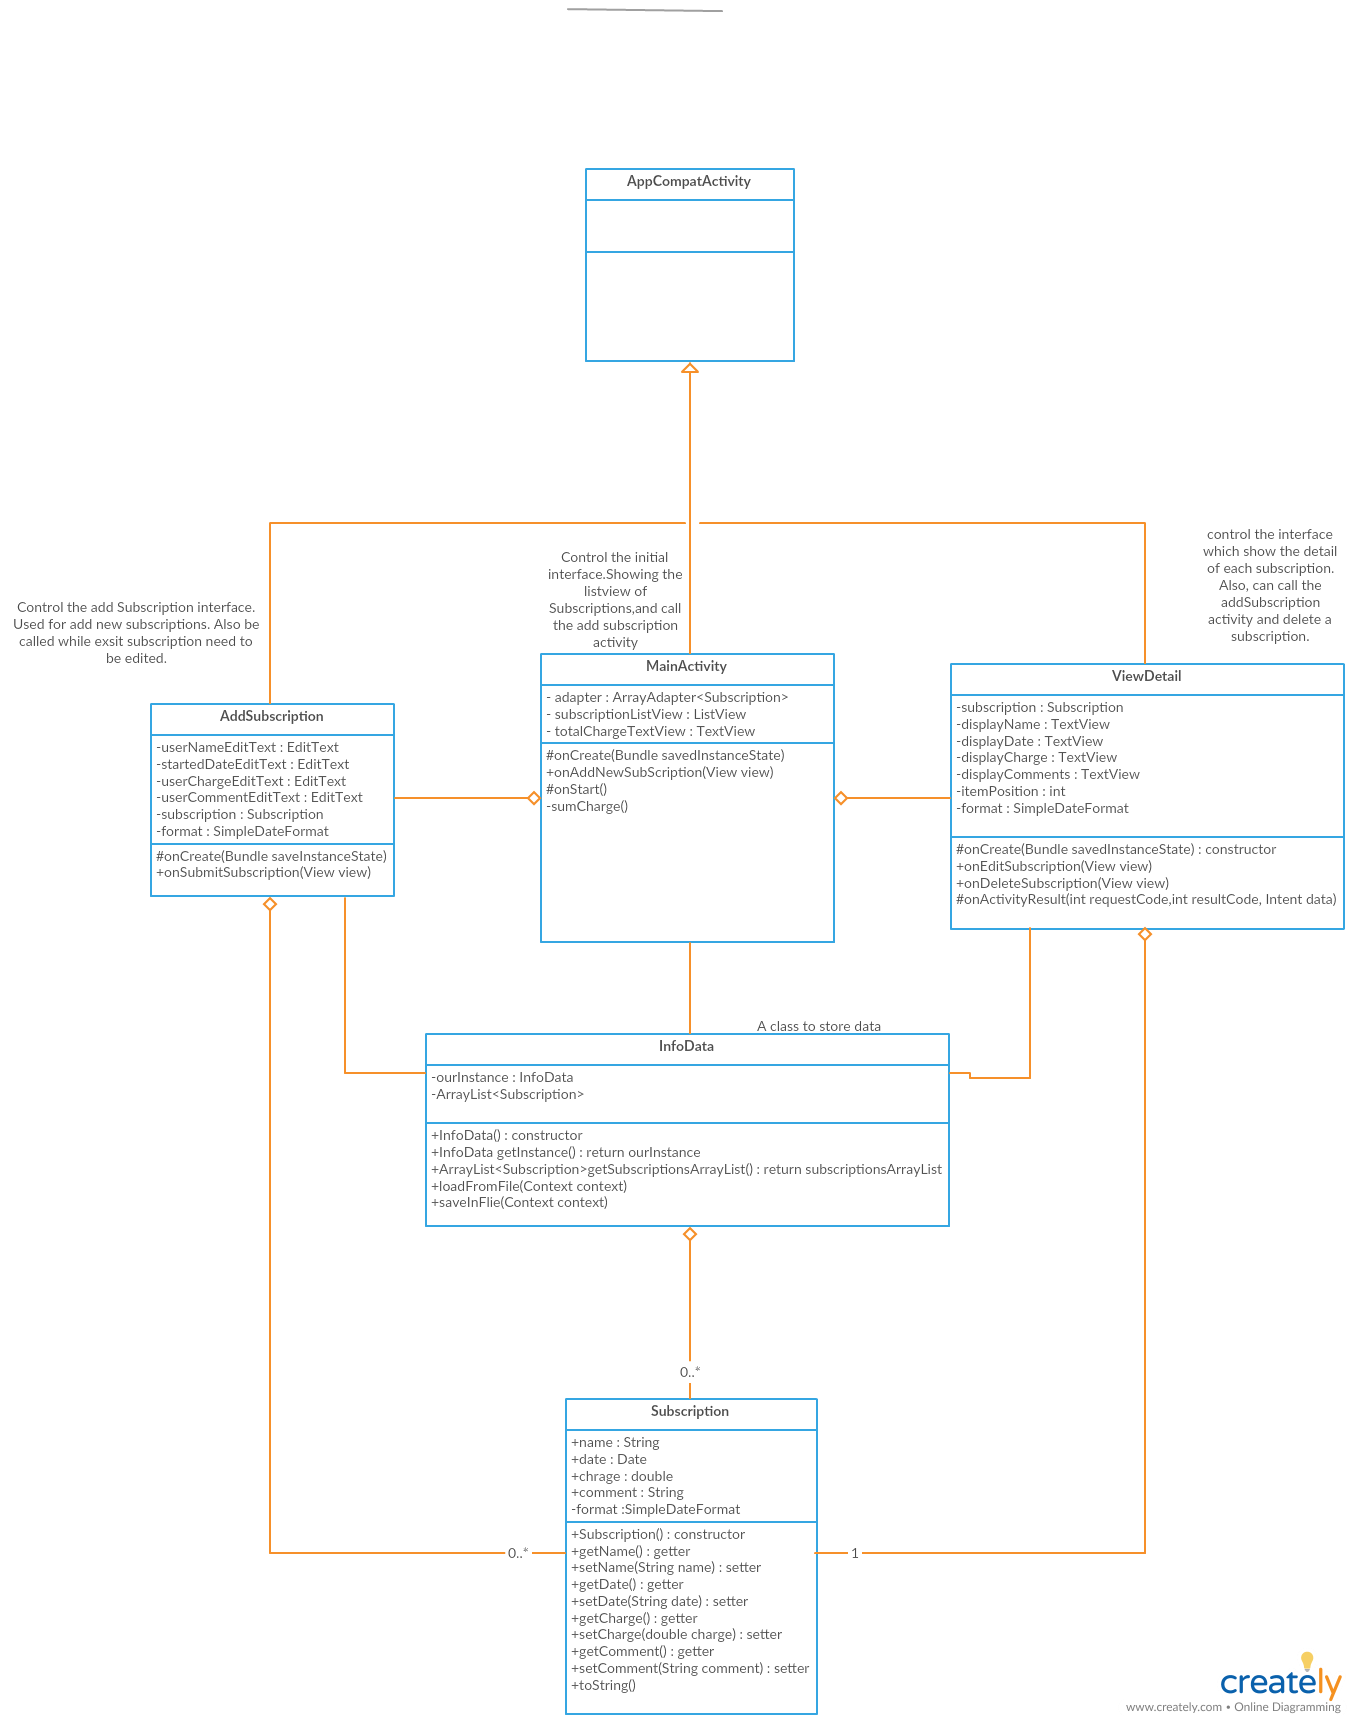 AppCompatActivity
control the interface
which show the detail
of each subscription.
Also, can call the
addSubscription
activity and delete a
subscription.
Control the initial
interface.Showing the
listview of
Subscriptions,and call
the add subscription
activity
Control the add Subscription interface.
Used for add new subscriptions. Also be
called while exsit subscription need to
be edited.
MainActivity
- adapter : ArrayAdapter<Subscription>
- subscriptionListView : ListView
- totalChargeTextView : TextView
#onCreate(Bundle savedInstanceState)
+onAddNewSubScription(View view)
#onStart()
-sumCharge()
ViewDetail
-subscription : Subscription
-displayName : TextView
-displayDate : TextView
-displayCharge : TextView
-displayComments : TextView
-itemPosition : int
-format : SimpleDateFormat
#onCreate(Bundle savedInstanceState) : constructor
+onEditSubscription(View view)
+onDeleteSubscription(View view)
#onActivityResult(int requestCode,int resultCode, Intent data)
AddSubscription
-userNameEditText : EditText
-startedDateEditText : EditText
-userChargeEditText : EditText
-userCommentEditText : EditText
-subscription : Subscription
-format : SimpleDateFormat
#onCreate(Bundle saveInstanceState)
+onSubmitSubscription(View view)
A class to store data
InfoData
-ourInstance : InfoData
-ArrayList<Subscription>
+InfoData() : constructor
+InfoData getInstance() : return ourInstance
+ArrayList<Subscription>getSubscriptionsArrayList() : return subscriptionsArrayList
+loadFromFile(Context context)
+saveInFlie(Context context)
0..*
Subscription
+name : String
+date : Date
+chrage : double
+comment : String
-format :SimpleDateFormat
+Subscription() : constructor
+getName() : getter
+setName(String name) : setter
+getDate() : getter
+setDate(String date) : setter
+getCharge() : getter
+setCharge(double charge) : setter
+getComment() : getter
+setComment(String comment) : setter
+toString()
0..*
1
creately
www.creately.com • Online Diagramming